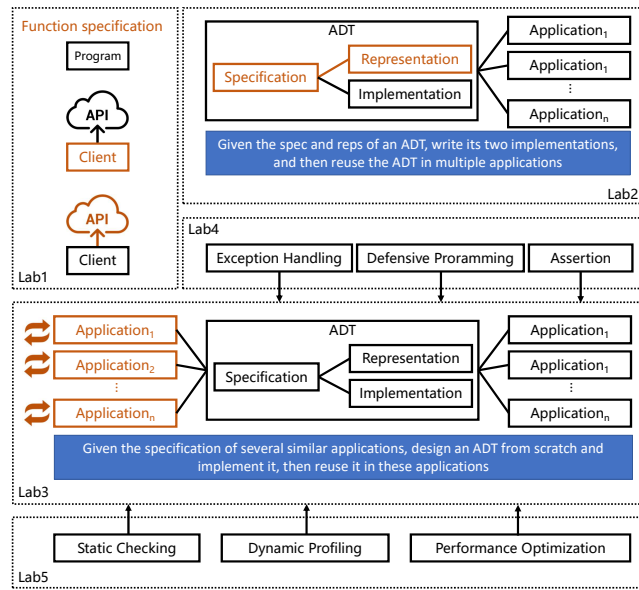 Function specification
Program
API
Client
API
Client
Lab1
ADT
Specification
Representation
Implementation
Application1
Application1
⋮
Applicationn
Given the spec and reps of an ADT, write its two implementations,
and then reuse the ADT in multiple applications
Lab2
Lab4
Exception Handling
Defensive Proramming
Assertion
Application1
Application2
⋮
Applicationn
ADT
Specification
Representation
Implementation
Application1
Application1
⋮
Applicationn
Given the specification of several similar applications, design an ADT from scratch and
implement it, then reuse it in these applications
Lab3
Static Checking
Dynamic Profiling
Performance Optimization
Lab5